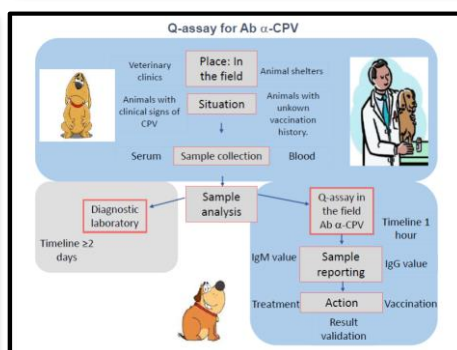 Q-assay for Ab α-CPV
Veterinary
clinics
Place: In
the field
Animal shelters
Animals with
clinical signs of
CPV
Situation
Animals with
unkown
vaccination
history.
Serum
Sample collection
Blood
Sample
analysis
Diagnostic
laboratory
Timeline ≥2
days
Q-assay in
the field
Ab α-CPV
Timeline 1
hour
IgM value
Sample
reporting
IgG value
Treatment
Action
Vaccination
Result
validation